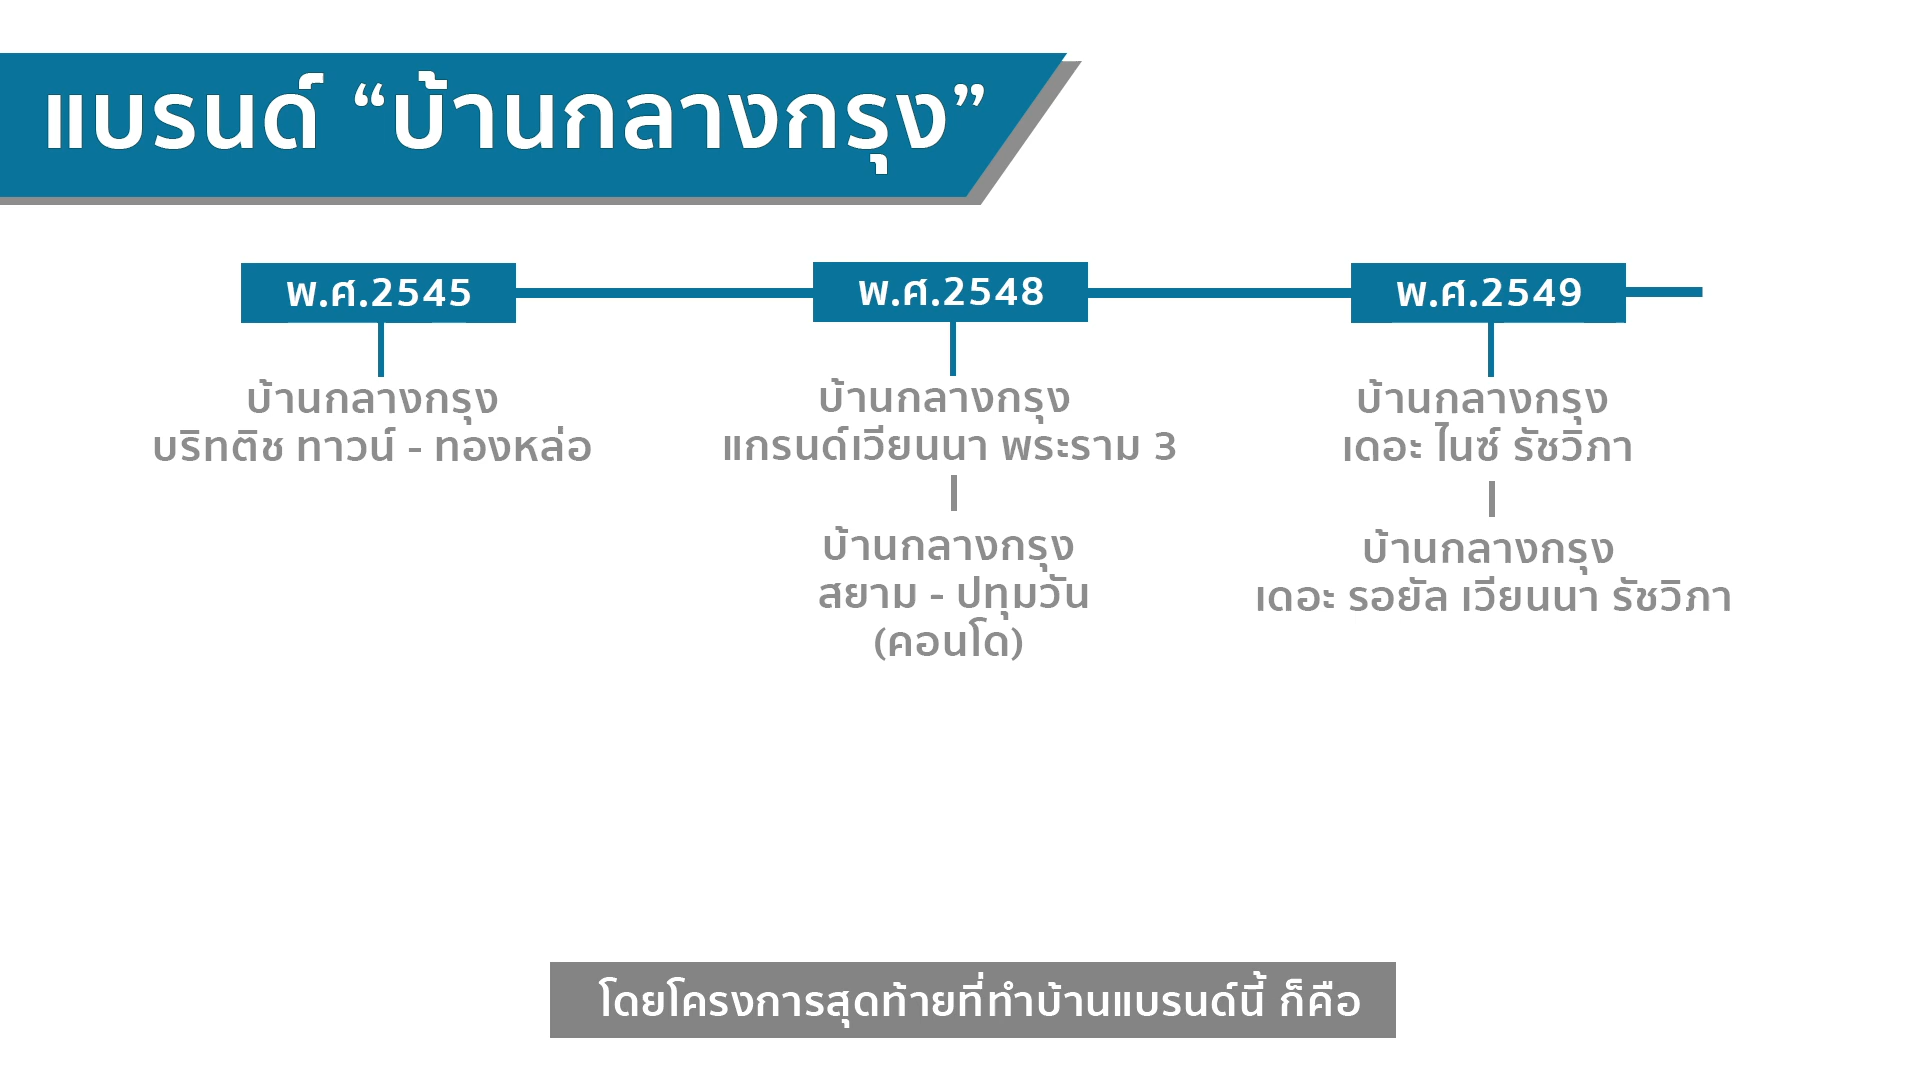 แบรนด์ “บ้านกลางกรุง”
พ.ศ.2545
บ้านกลางกรุง
บริทติช ทาวน์ - ทองหล่อ
พ.ศ.2548
บ้านกลางกรุง
แกรนด์เวียนนา พระราม 3
บ้านกลางกรุง
สยาม - ปทุมวัน
(คอนโด)
พ.ศ.2549
บ้านกลางกรุง
เดอะ ไนซ์ รัชวิภา
บ้านกลางกรุง
เดอะ รอยัล เวียนนา รัชวิภา
โดยโครงการสุดท้ายที่ทำบ้านแบรนด์นี้ ก็คือ